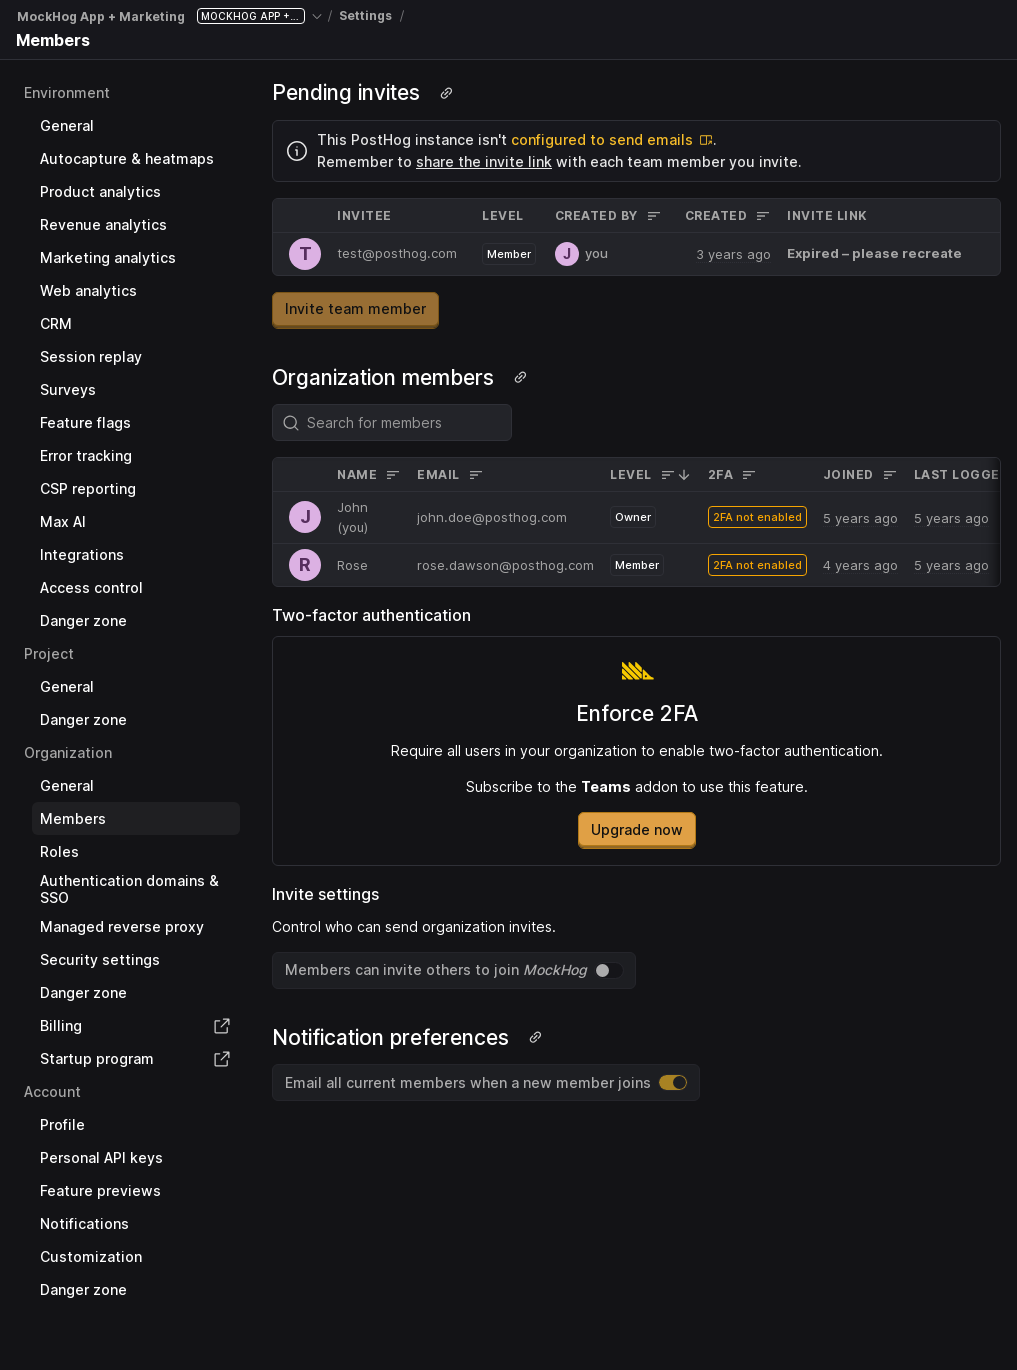 MockHog App + Marketing MOCKHOG APP +... / Settings /
Members
Environment
General
Autocapture & heatmaps
Product analytics
Revenue analytics
Marketing analytics
Web analytics
CRM
Session replay
Surveys
Feature flags
Error tracking
CSP reporting
Max AI
Integrations
Access control
Danger zone
Project
General
Danger zone
Organization
General
Members
Roles
Authentication domains &
SSO
Managed reverse proxy
Security settings
Danger zone
Billing
Startup program
Account
Profile
Personal API keys
Feature previews
Notifications
Customization
Danger zone
Pending invites
This PostHog instance isn't configured to send emails .
Remember to share the invite link with each team member you invite.
INVITEE LEVEL CREATED BY CREATED INVITE LINK
T test@posthog.com Member J you 3 years ago Expired – please recreate
Invite team member
Organization members
Search for members
NAME EMAIL LEVEL 2FA JOINED LAST LOGGE
J John (you) john.doe@posthog.com Owner 2FA not enabled 5 years ago 5 years ago
R Rose rose.dawson@posthog.com Member 2FA not enabled 4 years ago 5 years ago
Two-factor authentication
Enforce 2FA
Require all users in your organization to enable two-factor authentication.
Subscribe to the Teams addon to use this feature.
Upgrade now
Invite settings
Control who can send organization invites.
Members can invite others to join MockHog
Notification preferences
Email all current members when a new member joins